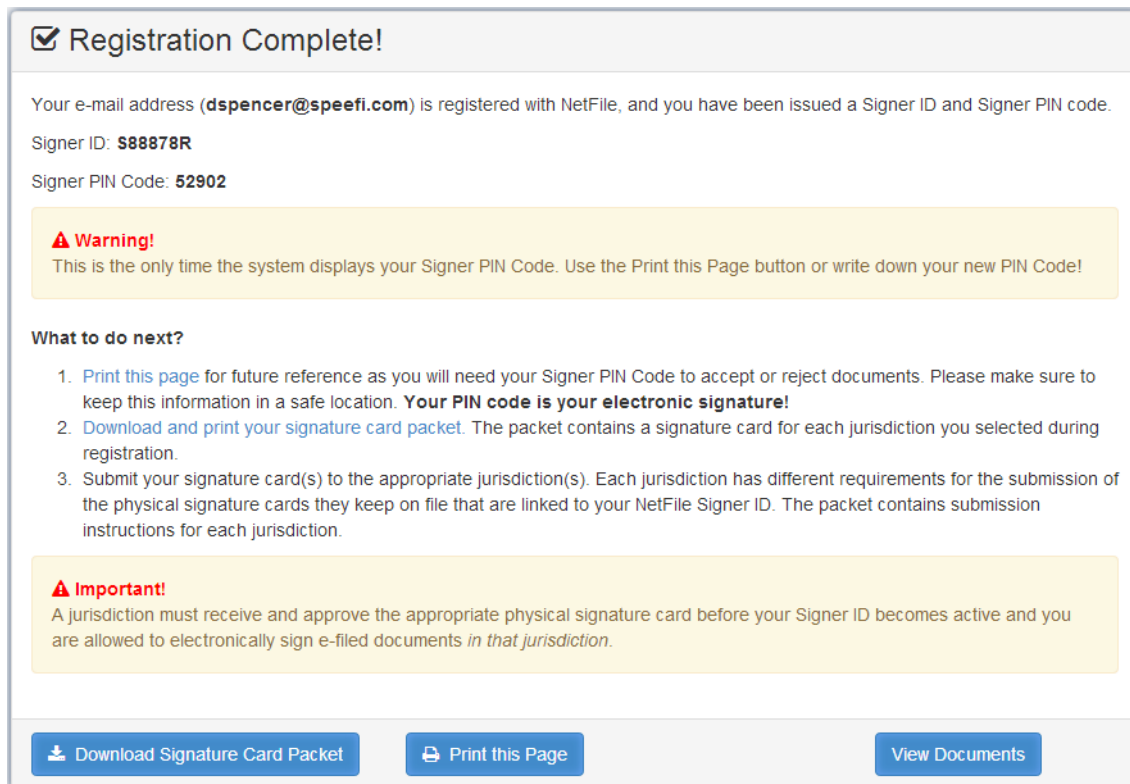 Registration Complete!
Your e-mail address (dspencer@speefi.com) is registered with NetFile, and you have been issued a Signer ID and Signer PIN code.
Signer ID: S88878R
Signer PIN Code: 52902
Warning!
This is the only time the system displays your Signer PIN Code. Use the Print this Page button or write down your new PIN Code!
What to do next?
1. Print this page for future reference as you will need your Signer PIN Code to accept or reject documents. Please make sure to
keep this information in a safe location. Your PIN code is your electronic signature!
2. Download and print your signature card packet. The packet contains a signature card for each jurisdiction you selected during
registration.
3. Submit your signature card(s) to the appropriate jurisdiction(s). Each jurisdiction has different requirements for the submission of
the physical signature cards they keep on file that are linked to your NetFile Signer ID. The packet contains submission
instructions for each jurisdiction.
Important!
A jurisdiction must receive and approve the appropriate physical signature card before your Signer ID becomes active and you
are allowed to electronically sign e-filed documents in that jurisdiction.
Download Signature Card Packet
Print this Page
View Documents